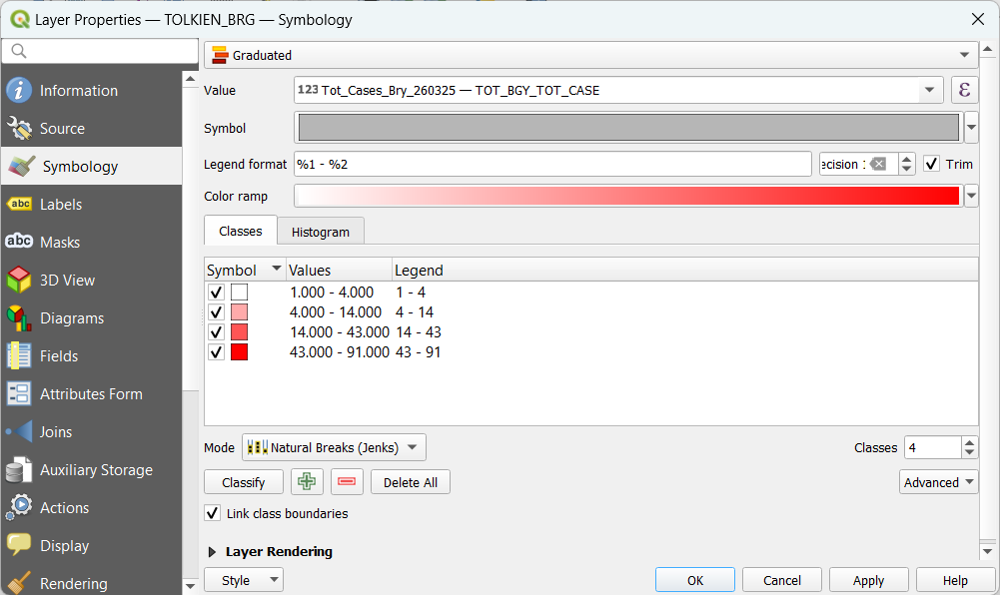 Layer Properties — TOLKIEN_BRG — Symbology
Information
Source
Symbology
abc Labels
abc Masks
3D View
Diagrams
Fields
Attributes Form
Joins
Auxiliary Storage
Actions
Display
Rendering
Graduated
Value 123 Tot_Cases_Bry_260325 — TOT_BGY_TOT_CASE ε
Symbol
Legend format %1 - %2 ecision : Trim
Color ramp
Classes Histogram
Symbol Values Legend
1.000 - 4.000 1 - 4
4.000 - 14.000 4 - 14
14.000 - 43.000 14 - 43
43.000 - 91.000 43 - 91
Mode Natural Breaks (Jenks) Classes 4
Classify Delete All Advanced
Link class boundaries
Layer Rendering
Style OK Cancel Apply Help